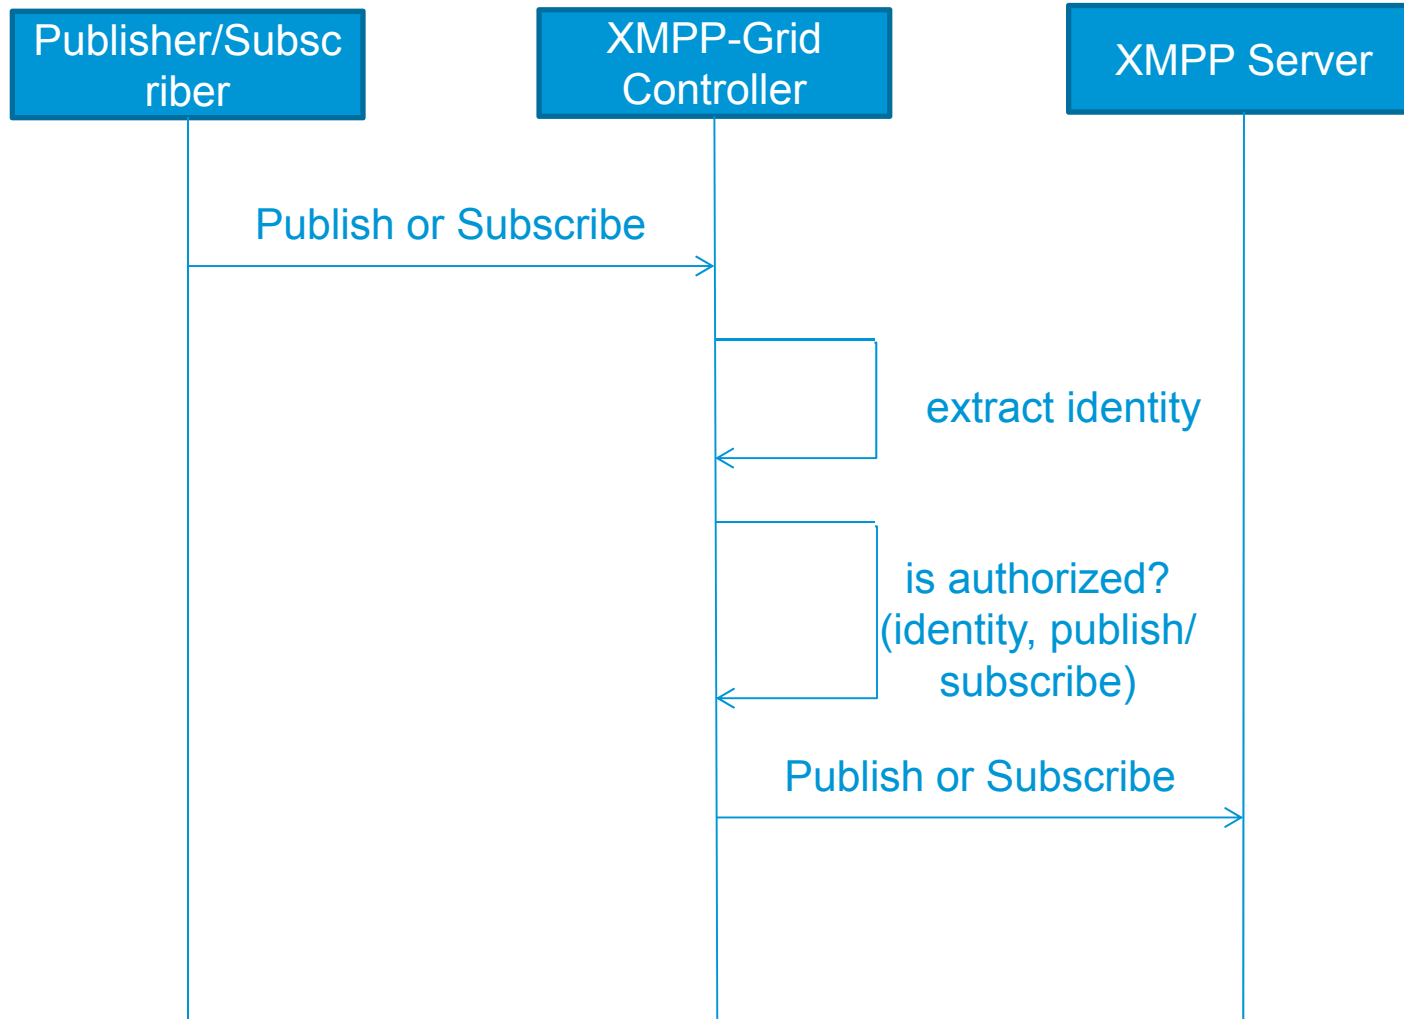 Publisher/Subsc
riber
XMPP-Grid
Controller
XMPP Server
Publish or Subscribe
extract identity
is authorized?
(identity, publish/
subscribe)
Publish or Subscribe